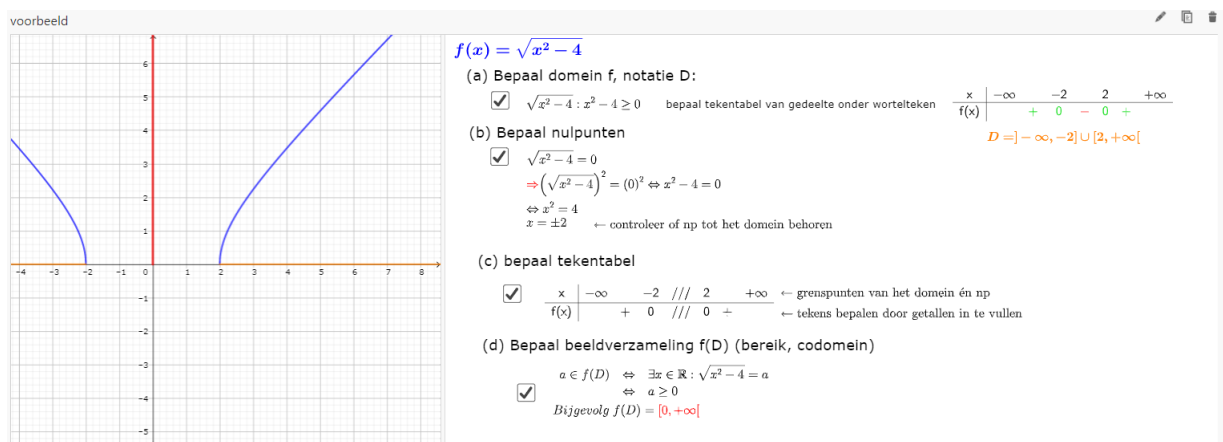 voorbeeld
f(x) = √(x² − 4)
(a) Bepaal domein f, notatie D:
√(x² − 4) : x² − 4 ≥ 0 bepaal tekentabel van gedeelte onder wortelteken
x −∞ −2 2 +∞
f(x) + 0 − 0 +
D =] − ∞, −2] ∪ [2, +∞[
(b) Bepaal nulpunten
√(x² − 4) = 0
⇒ (√(x² − 4))² = (0)² ⇔ x² − 4 = 0
⇔ x² = 4
x = ±2 ← controleer of np tot het domein behoren
(c) bepaal tekentabel
x −∞ −2 /// 2 +∞ ← grenspunten van het domein én np
f(x) + 0 /// 0 + ← tekens bepalen door getallen in te vullen
(d) Bepaal beeldverzameling f(D) (bereik, codomein)
a ∈ f(D) ⇔ ∃x ∈ ℝ : √(x² − 4) = a
⇔ a ≥ 0
Bijgevolg f(D) = [0, +∞[
6
5
4
3
2
1
−4 −3 −2 −1 0 1 2 3 4 5 6 7 8
−1
−2
−3
−4
−5